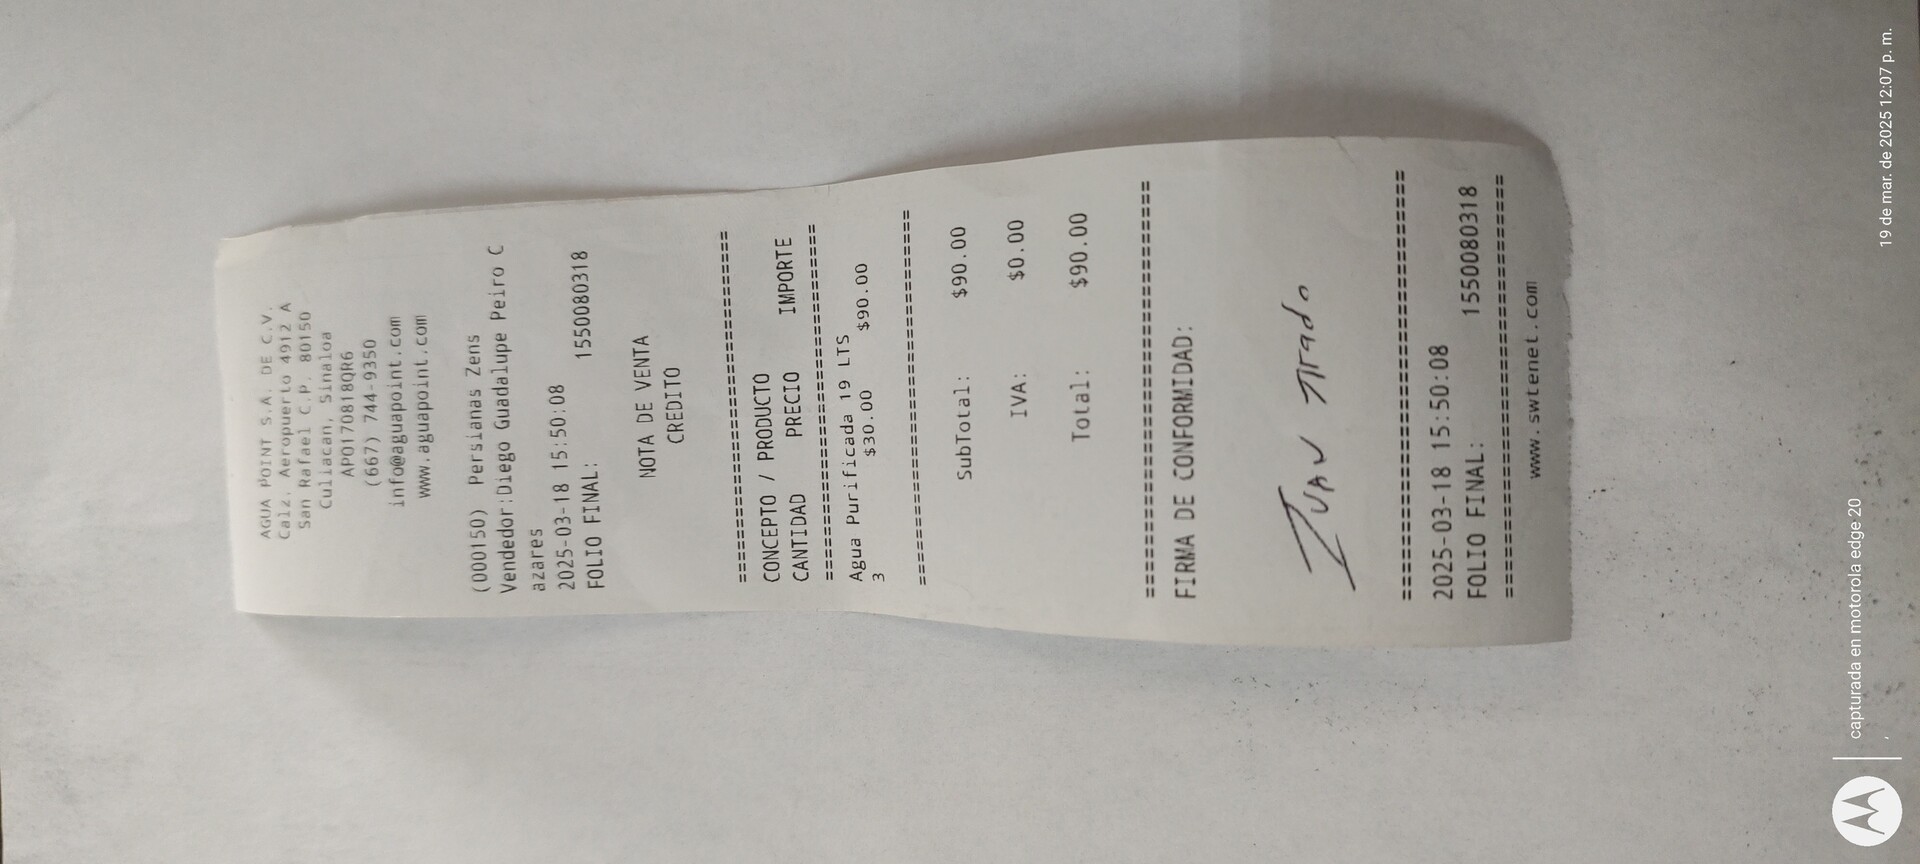 AGUA POINT S.A. DE C.V.
Calz. Aeropuerto 4912 A
San Rafael C.P. 80150
Culiacan, Sinaloa
APO170818QR6
(667) 744-9350
info@aguapoint.com
www.aguapoint.com
(000150) Persianas Zens
Vendedor:Diego Guadalupe Peiro C
azares
2025-03-18 15:50:08
FOLIO FINAL: 1550080318
NOTA DE VENTA
CREDITO
================================
CONCEPTO / PRODUCTO
CANTIDAD PRECIO IMPORTE
================================
Agua Purificada 19 LTS
3 $30.00 $90.00
================================
SubTotal: $90.00
IVA: $0.00
Total: $90.00
================================
FIRMA DE CONFORMIDAD:
Ivan Tirado
================================
2025-03-18 15:50:08
FOLIO FINAL: 1550080318
================================
www.swtenet.com
capturada en motorola edge 20
19 de mar. de 2025 12:07 p. m.